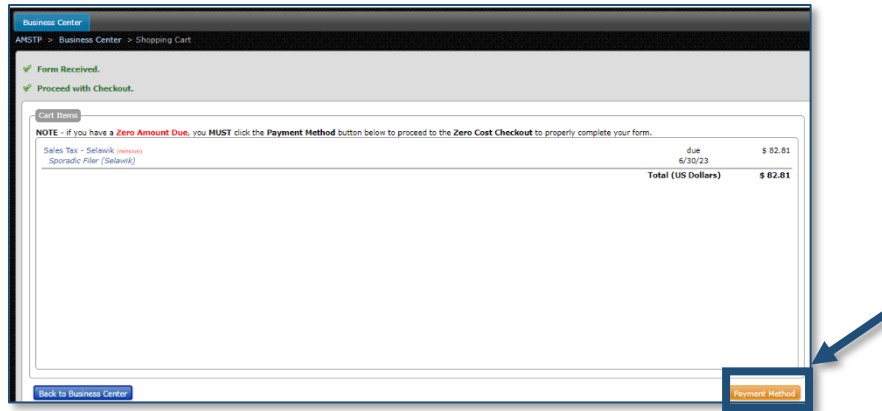 Business Center
AMSTP > Business Center > Shopping Cart
Form Received.
Proceed with Checkout.
Cart Items
NOTE - if you have a Zero Amount Due, you MUST click the Payment Method button below to proceed to the Zero Cost Checkout to properly complete your form.
Sales Tax - Selawik (remove) due $ 82.81
Sporadic Filer (Selawik) 6/30/23
Total (US Dollars) $ 82.81
Back to Business Center Payment Method